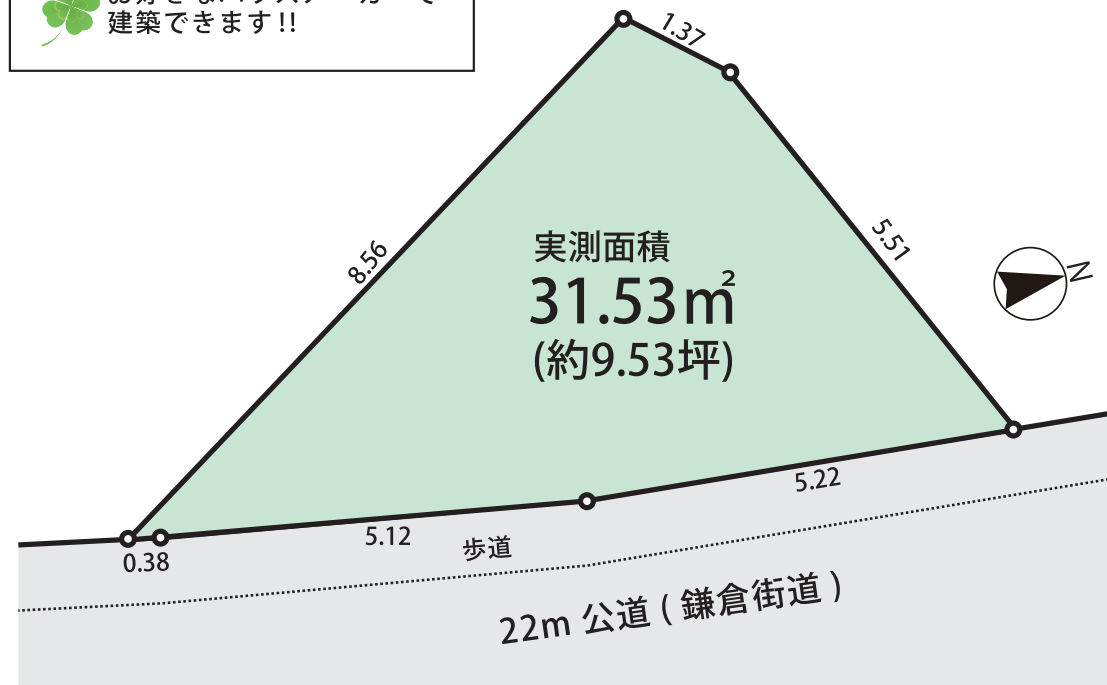 建築できます!!
1.37
8.56
5.51
実測面積
31.53㎡
(約9.53坪)
N
5.22
5.12
0.38
歩道
22m 公道 ( 鎌倉街道 )